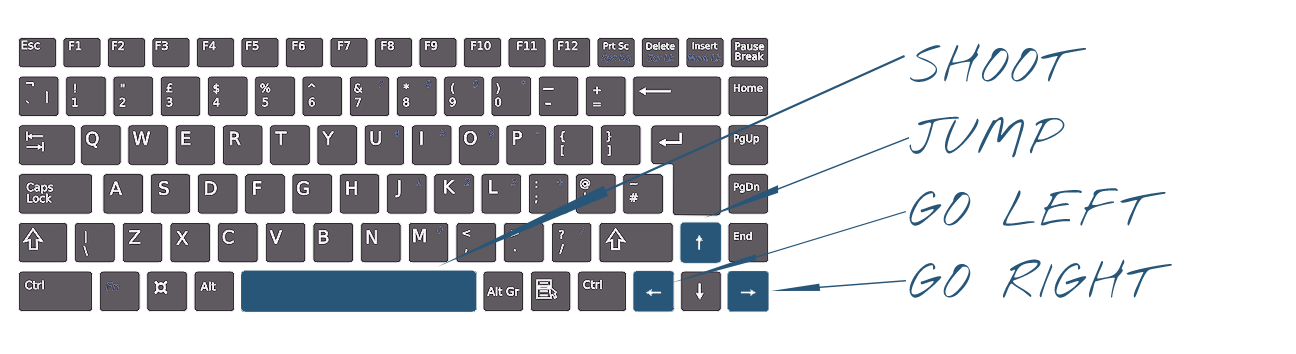 Esc F1 F2 F3 F4 F5 F6 F7 F8 F9 F10 F11 F12 Prt Sc Delete Insert Pause Break
¬ ` | ! 1 " 2 £ 3 $ 4 % 5 ^ 6 & 7 * 8 ( 9 ) 0 — - + = Home
Q W E R T Y U I O P { [ } ] PgUp
Caps Lock A S D F G H J K L : ; @ ' ~ # PgDn
| \ Z X C V B N M < , . ? / End
Ctrl Fn Alt Alt Gr Ctrl
SHOOT
JUMP
GO LEFT
GO RIGHT